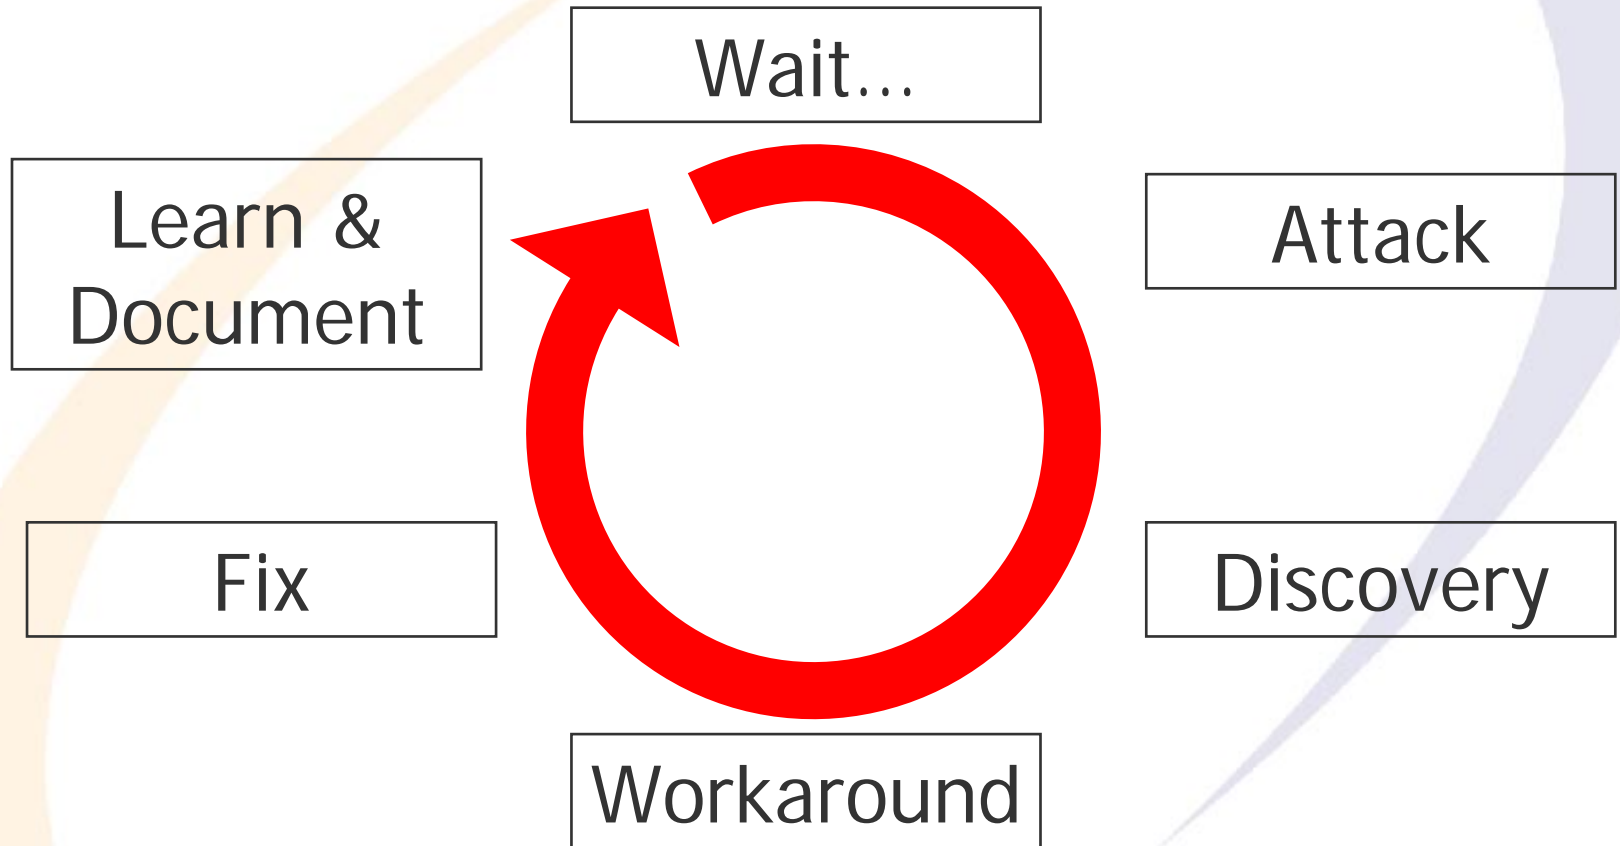 Wait...
Attack
Learn &
Document
Discovery
Fix
Workaround